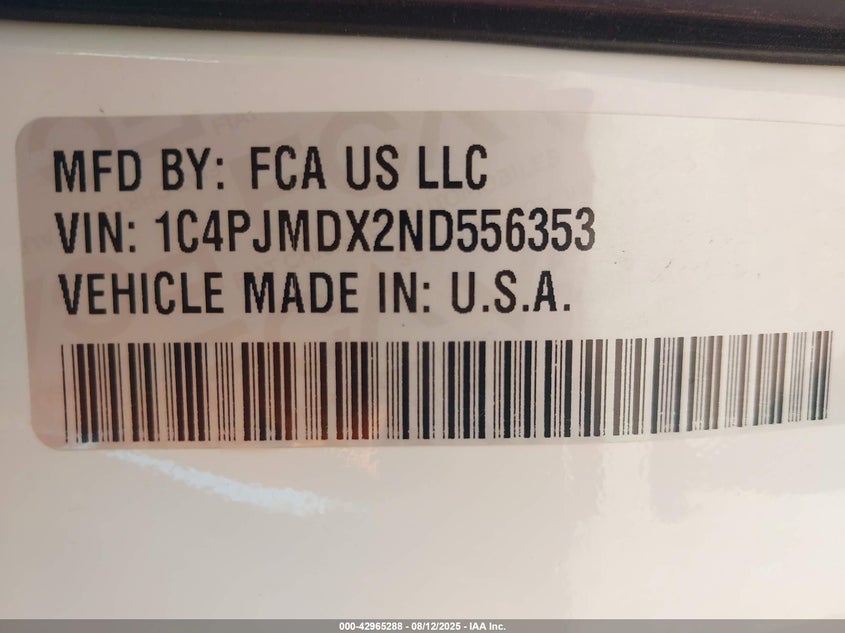 MFD BY: FCA US LLC
VIN: 1C4PJMDX2ND556353
VEHICLE MADE IN: U.S.A.
000-42965288 - 08/12/2025 - IAA Inc.